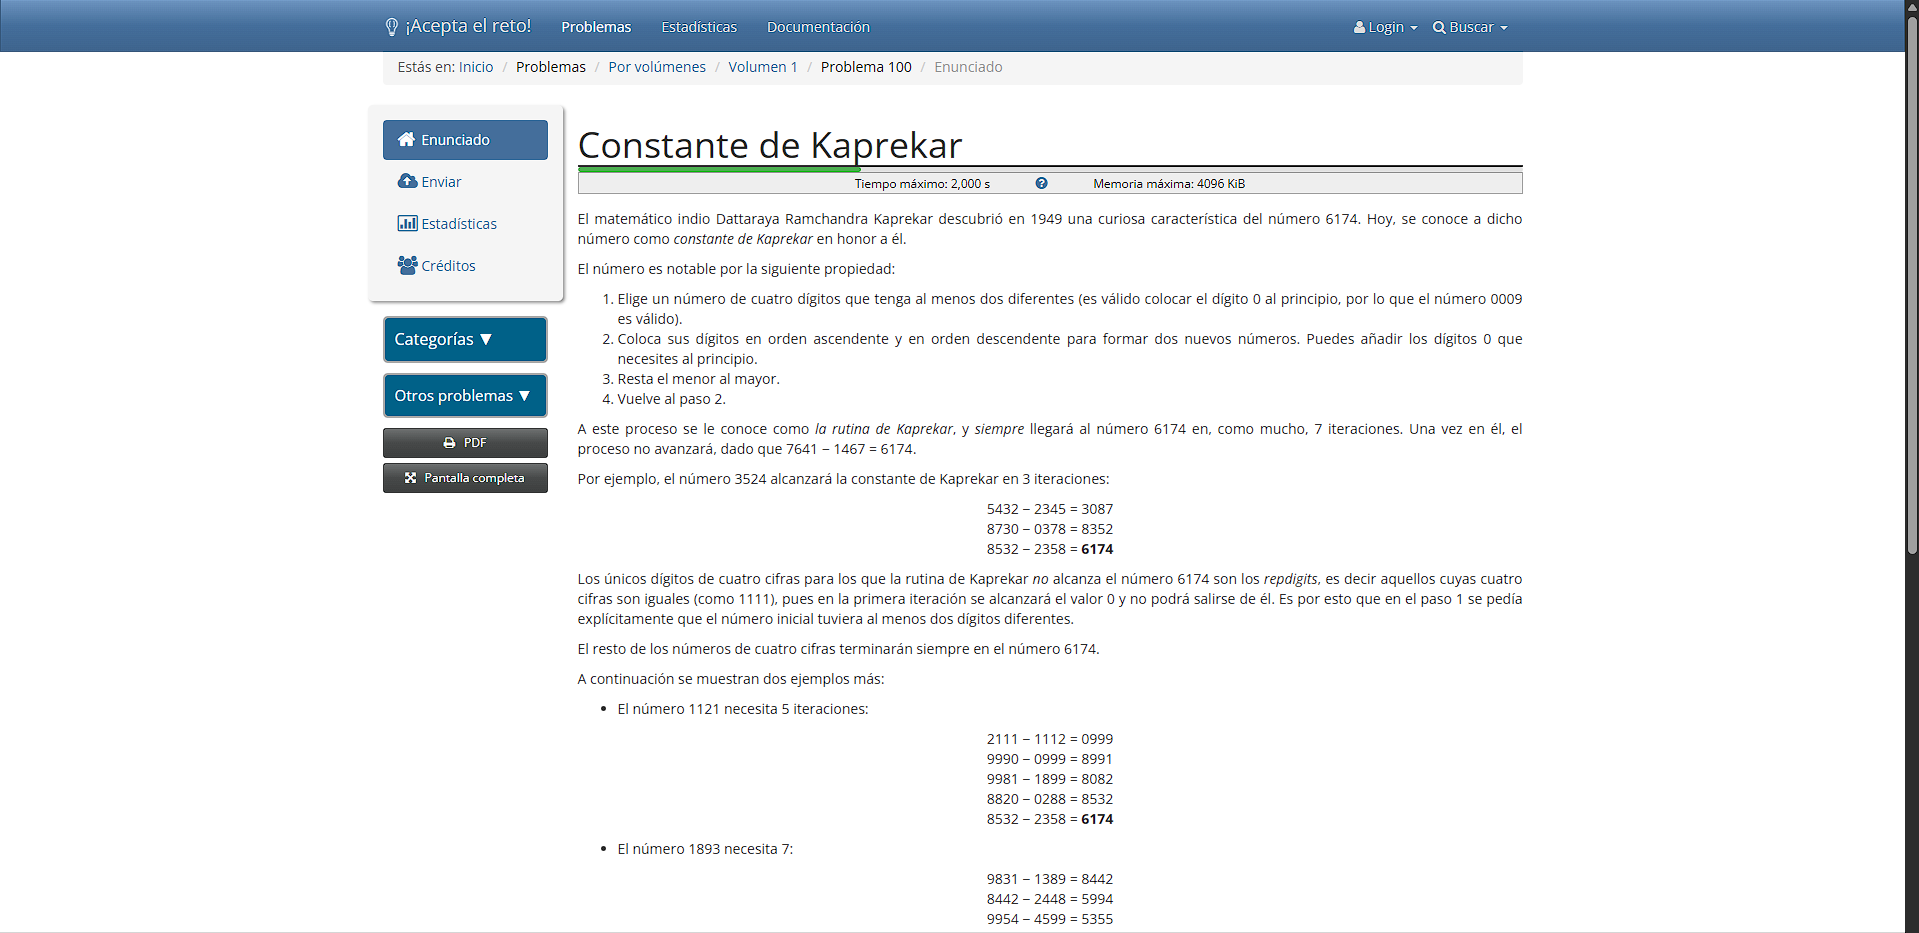 ¡Acepta el reto! Problemas Estadísticas Documentación Login Buscar
Estás en: Inicio / Problemas / Por volúmenes / Volumen 1 / Problema 100 / Enunciado
Enunciado
Enviar
Estadísticas
Créditos
Categorías ▼
Otros problemas ▼
PDF
Pantalla completa
Constante de Kaprekar
Tiempo máximo: 2,000 s Memoria máxima: 4096 KiB
El matemático indio Dattaraya Ramchandra Kaprekar descubrió en 1949 una curiosa característica del número 6174. Hoy, se conoce a dicho
número como constante de Kaprekar en honor a él.
El número es notable por la siguiente propiedad:
1. Elige un número de cuatro dígitos que tenga al menos dos diferentes (es válido colocar el dígito 0 al principio, por lo que el número 0009
es válido).
2. Coloca sus dígitos en orden ascendente y en orden descendente para formar dos nuevos números. Puedes añadir los dígitos 0 que
necesites al principio.
3. Resta el menor al mayor.
4. Vuelve al paso 2.
A este proceso se le conoce como la rutina de Kaprekar, y siempre llegará al número 6174 en, como mucho, 7 iteraciones. Una vez en él, el
proceso no avanzará, dado que 7641 − 1467 = 6174.
Por ejemplo, el número 3524 alcanzará la constante de Kaprekar en 3 iteraciones:
5432 − 2345 = 3087
8730 − 0378 = 8352
8532 − 2358 = 6174
Los únicos dígitos de cuatro cifras para los que la rutina de Kaprekar no alcanza el número 6174 son los repdigits, es decir aquellos cuyas cuatro
cifras son iguales (como 1111), pues en la primera iteración se alcanzará el valor 0 y no podrá salirse de él. Es por esto que en el paso 1 se pedía
explícitamente que el número inicial tuviera al menos dos dígitos diferentes.
El resto de los números de cuatro cifras terminarán siempre en el número 6174.
A continuación se muestran dos ejemplos más:
• El número 1121 necesita 5 iteraciones:
2111 − 1112 = 0999
9990 − 0999 = 8991
9981 − 1899 = 8082
8820 − 0288 = 8532
8532 − 2358 = 6174
• El número 1893 necesita 7:
9831 − 1389 = 8442
8442 − 2448 = 5994
9954 − 4599 = 5355